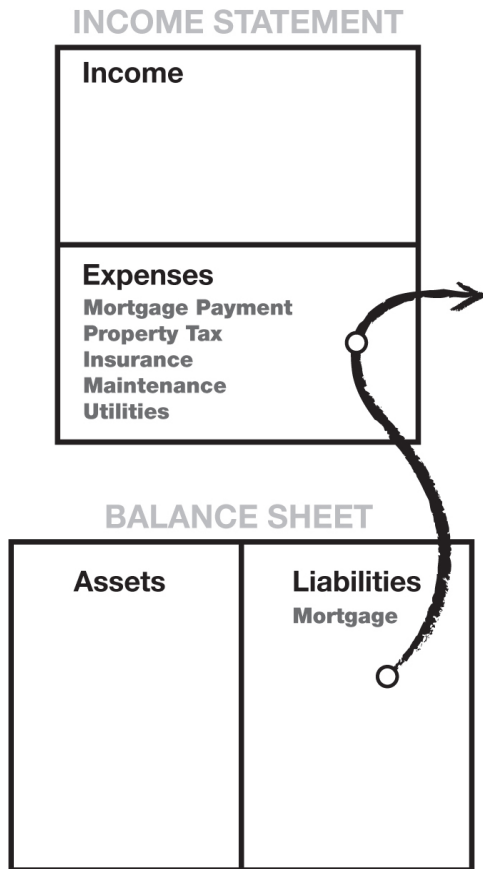 INCOME STATEMENT
Income
Expenses
Mortgage Payment
Property Tax
Insurance
Maintenance
Utilities
BALANCE SHEET
Assets
Liabilities
Mortgage